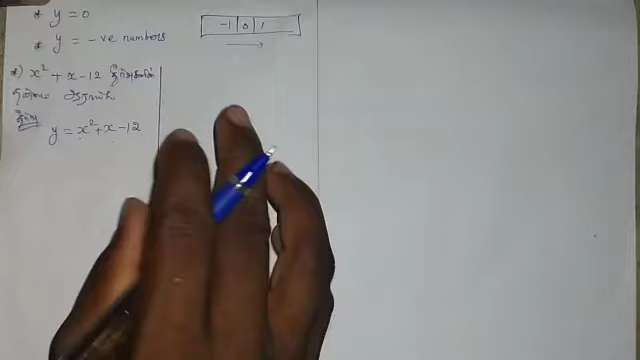 * y = 0
* y = -ve numbers
-1 0 1
x² + x - 12
y = x² + x - 12